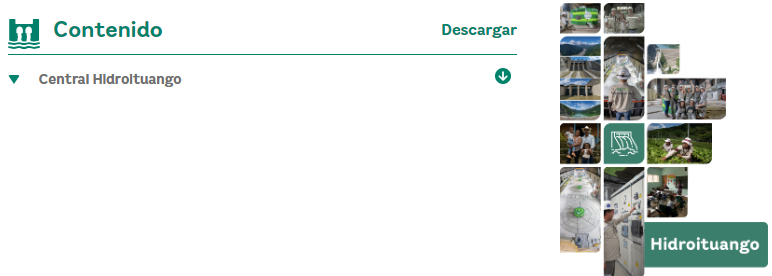 Contenido
Descargar
Central Hidroituango
Hidroituango